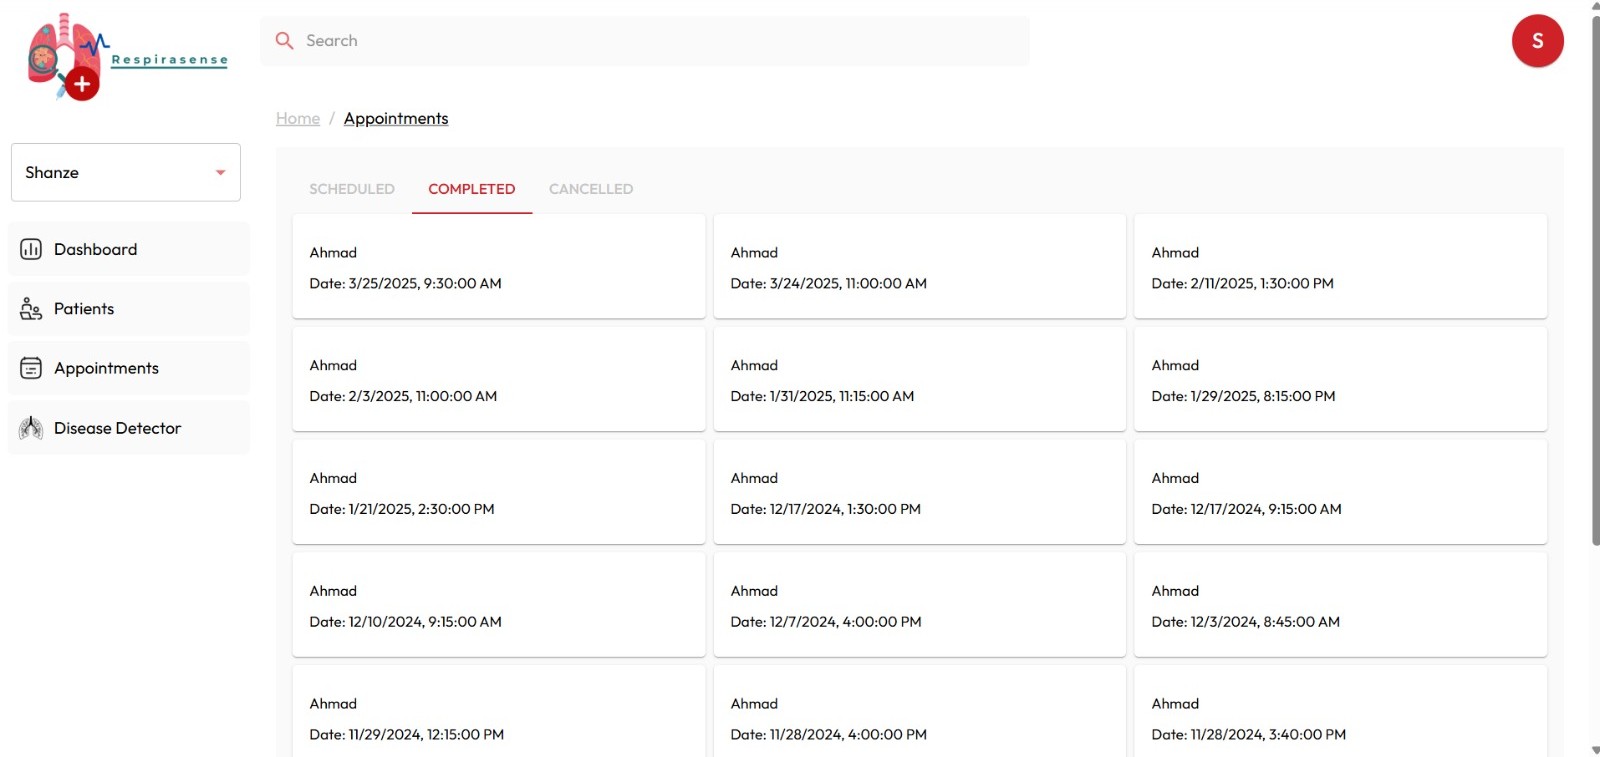 Respirasense
Search
S
Home / Appointments
Shanze
Dashboard
Patients
Appointments
Disease Detector
SCHEDULED COMPLETED CANCELLED
Ahmad
Date: 3/25/2025, 9:30:00 AM
Ahmad
Date: 3/24/2025, 11:00:00 AM
Ahmad
Date: 2/11/2025, 1:30:00 PM
Ahmad
Date: 2/3/2025, 11:00:00 AM
Ahmad
Date: 1/31/2025, 11:15:00 AM
Ahmad
Date: 1/29/2025, 8:15:00 PM
Ahmad
Date: 1/21/2025, 2:30:00 PM
Ahmad
Date: 12/17/2024, 1:30:00 PM
Ahmad
Date: 12/17/2024, 9:15:00 AM
Ahmad
Date: 12/10/2024, 9:15:00 AM
Ahmad
Date: 12/7/2024, 4:00:00 PM
Ahmad
Date: 12/3/2024, 8:45:00 AM
Ahmad
Date: 11/29/2024, 12:15:00 PM
Ahmad
Date: 11/28/2024, 4:00:00 PM
Ahmad
Date: 11/28/2024, 3:40:00 PM